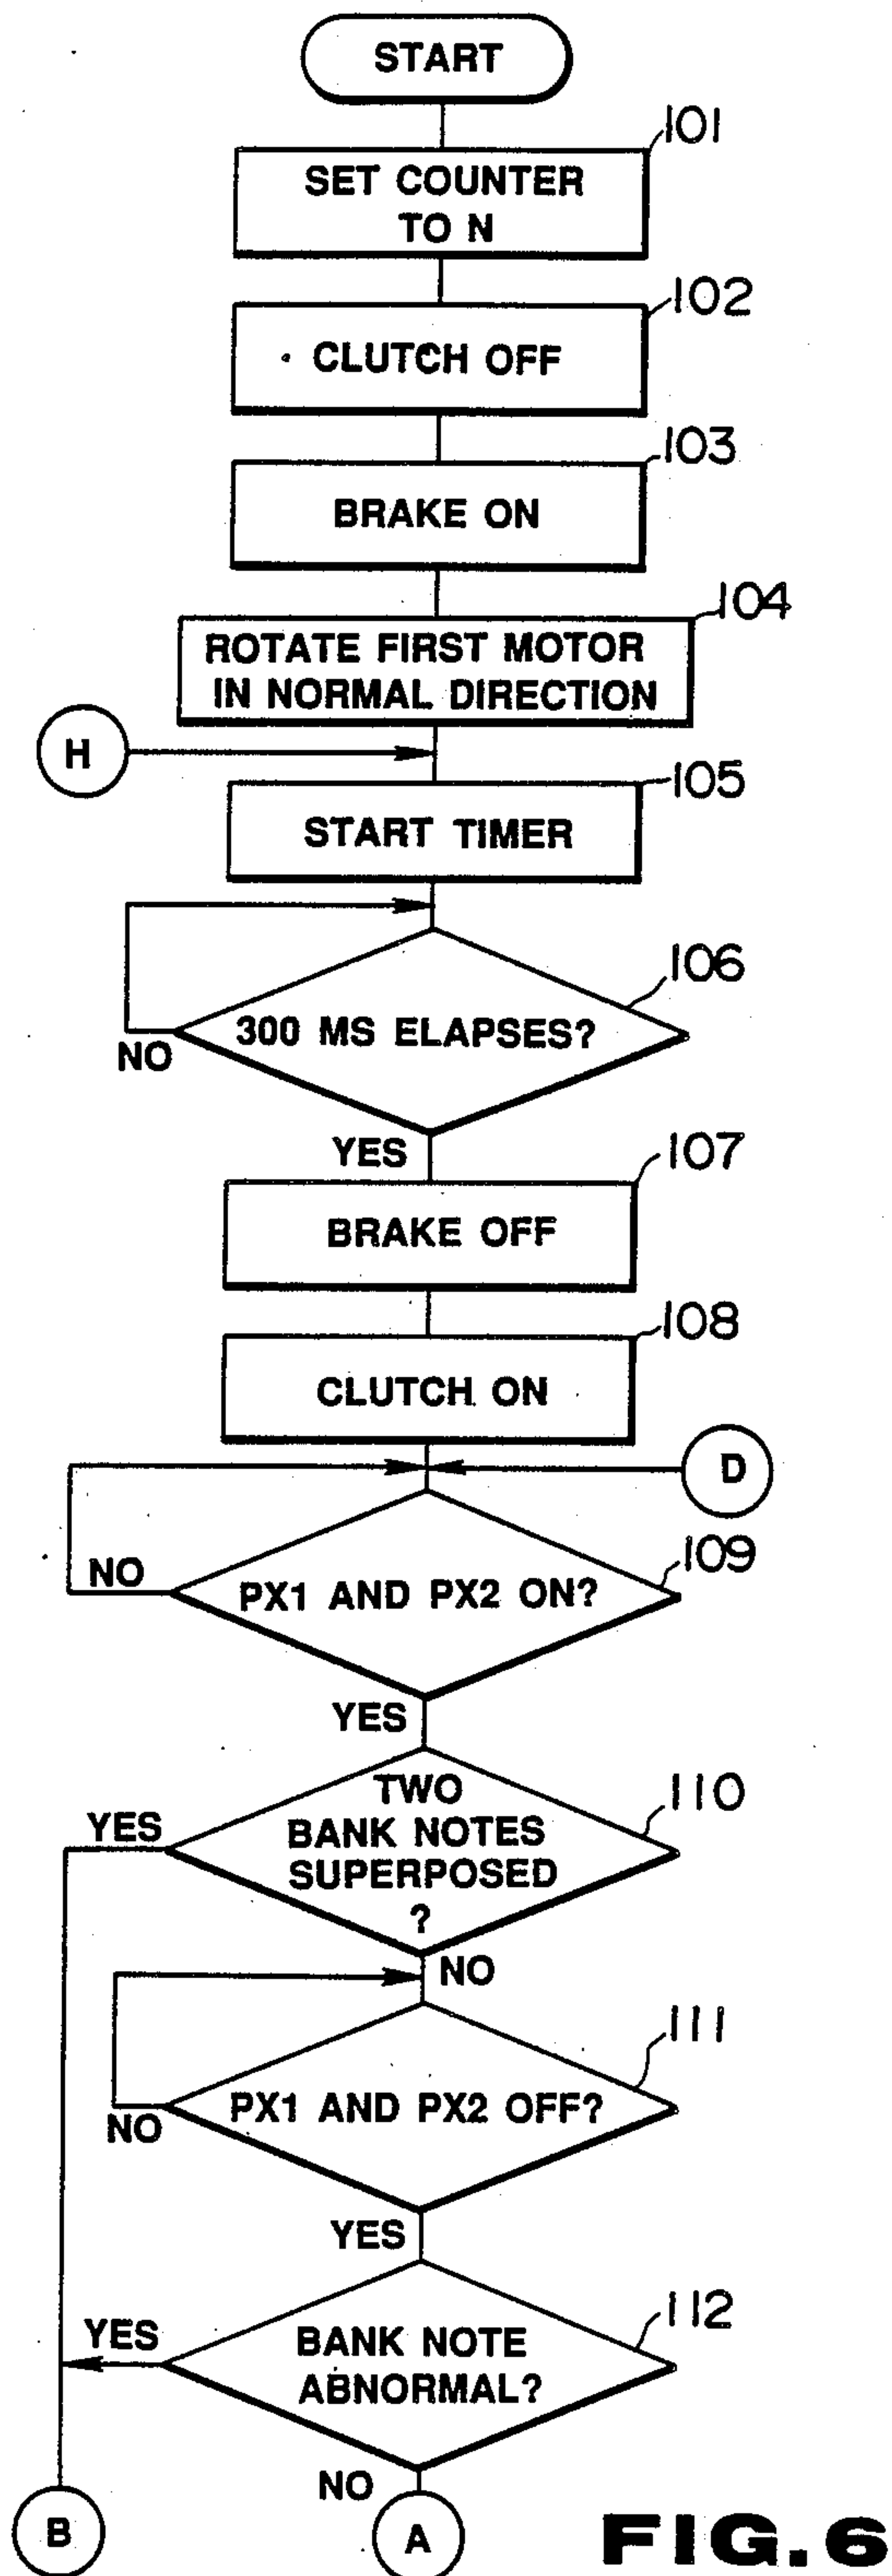 START
101
SET COUNTER
TO N
102
CLUTCH OFF
103
BRAKE ON
104
ROTATE FIRST MOTOR
IN NORMAL DIRECTION
H
105
START TIMER
106
300 MS ELAPSES?
NO
YES
107
BRAKE OFF
108
CLUTCH ON
D
109
NO
PX1 AND PX2 ON?
YES
110
YES
TWO
BANK NOTES
SUPERPOSED
?
NO
111
PX1 AND PX2 OFF?
NO
YES
112
YES
BANK NOTE
ABNORMAL?
NO
B
A
FIG.6